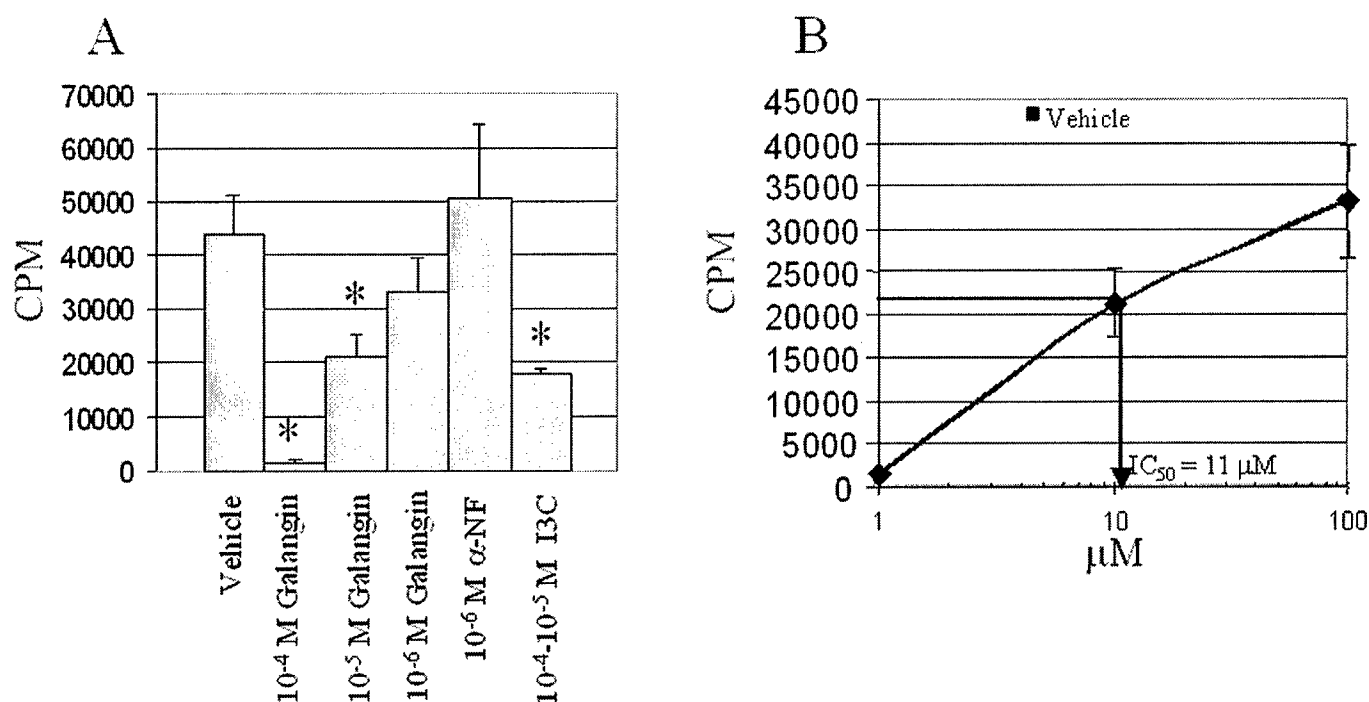 A
70000
60000
50000
40000
30000
20000
10000
0
CPM
*
*
*
Vehicle
10⁻⁴ M Galangin
10⁻⁵ M Galangin
10⁻⁶ M Galangin
10⁻⁶ M α-NF
10⁻⁴-10⁻⁵ M I3C
B
45000
40000
35000
30000
25000
20000
15000
10000
5000
0
CPM
Vehicle
IC₅₀ = 11 μM
1
10
100
μM